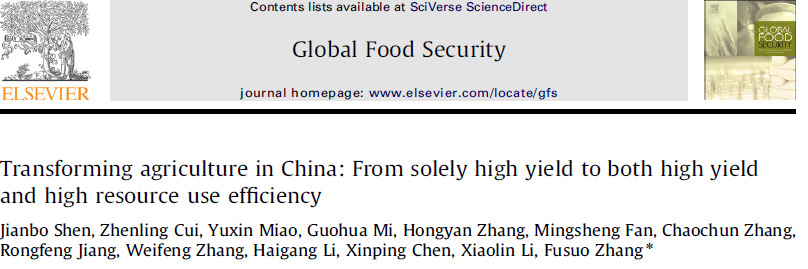 Contents lists available at SciVerse ScienceDirect
Global Food Security
ELSEVIER
journal homepage: www.elsevier.com/locate/gfs
GLOBAL
FOOD
SECURITY
Transforming agriculture in China: From solely high yield to both high yield
and high resource use efficiency
Jianbo Shen, Zhenling Cui, Yuxin Miao, Guohua Mi, Hongyan Zhang, Mingsheng Fan, Chaochun Zhang,
Rongfeng Jiang, Weifeng Zhang, Haigang Li, Xinping Chen, Xiaolin Li, Fusuo Zhang*